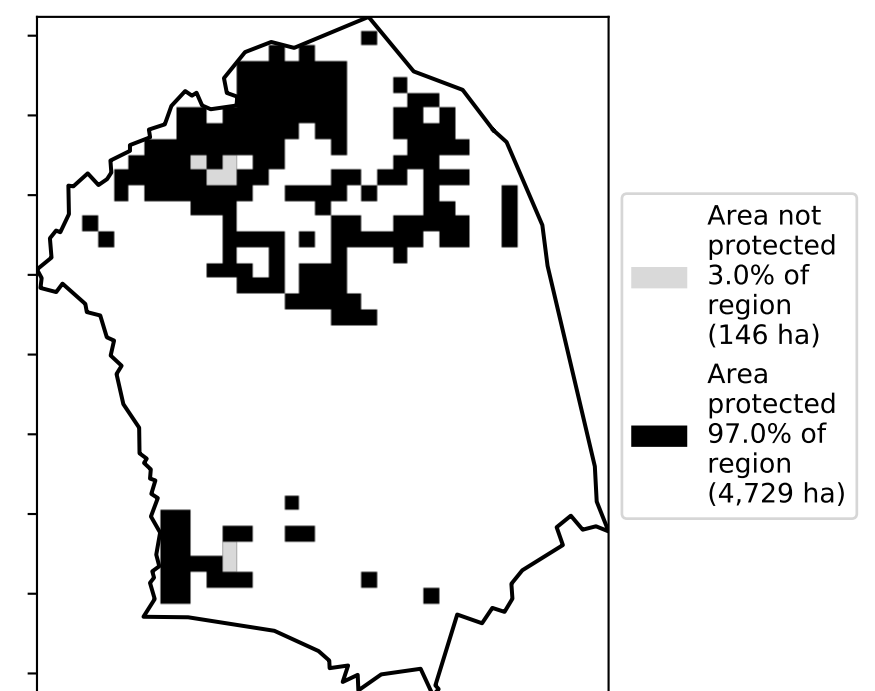 Area not
protected
3.0% of
region
(146 ha)
Area
protected
97.0% of
region
(4,729 ha)